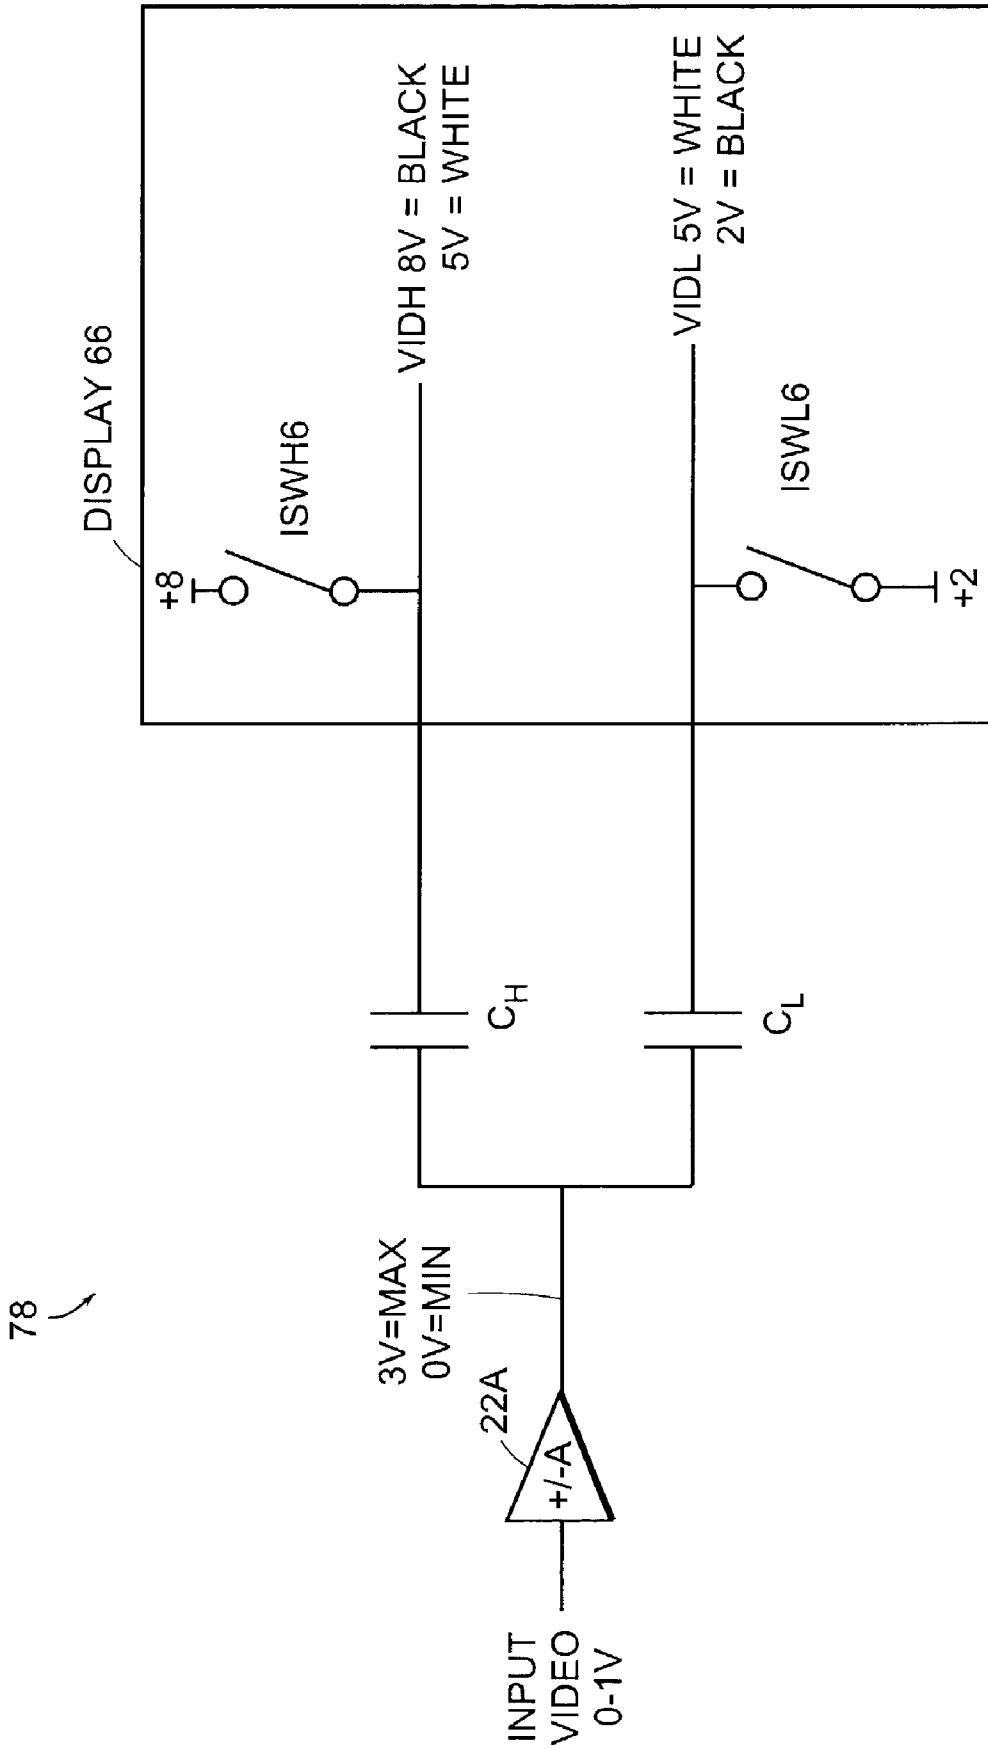 78
INPUT
VIDEO
0-1V
+/-A
22A
3V=MAX
0V=MIN
C_H
C_L
DISPLAY 66
+8
ISWH6
VIDH 8V = BLACK
5V = WHITE
ISWL6
+2
VIDL 5V = WHITE
2V = BLACK